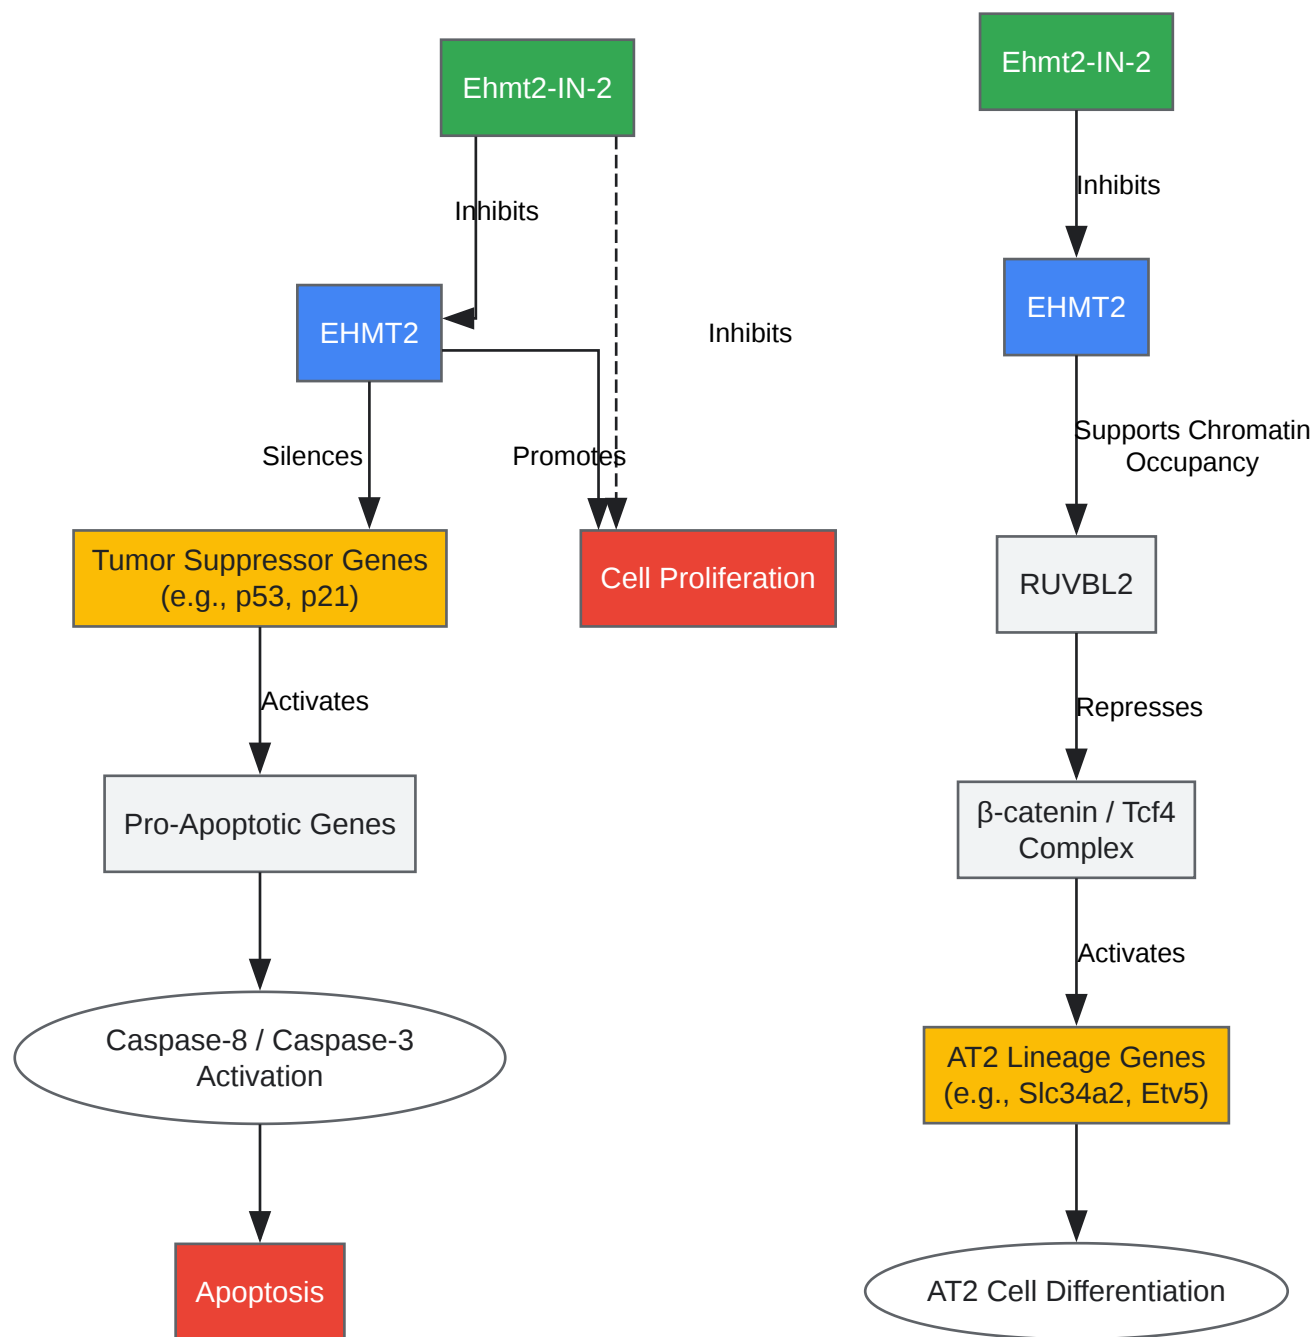 Ehmt2-IN-2
Inhibits
EHMT2
Inhibits
Silences
Promotes
Tumor Suppressor Genes
(e.g., p53, p21)
Cell Proliferation
Activates
Pro-Apoptotic Genes
Caspase-8 / Caspase-3
Activation
Apoptosis
Ehmt2-IN-2
Inhibits
EHMT2
Supports Chromatin
Occupancy
RUVBL2
Represses
β-catenin / Tcf4
Complex
Activates
AT2 Lineage Genes
(e.g., Slc34a2, Etv5)
AT2 Cell Differentiation